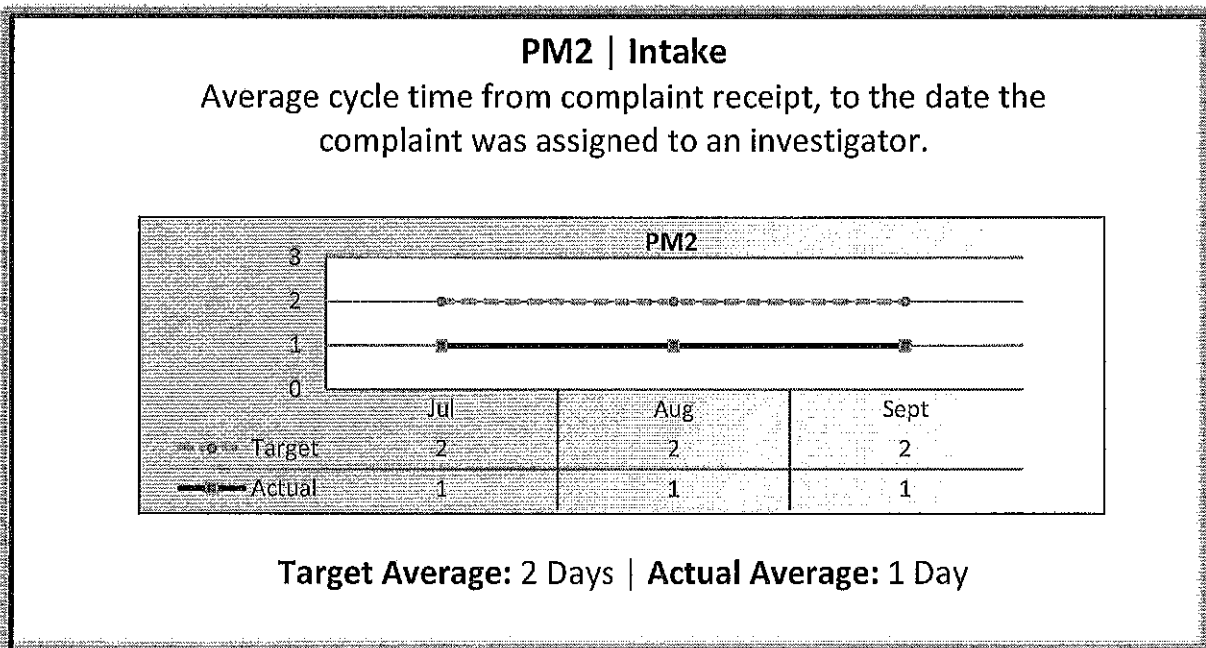 PM2 | Intake
Average cycle time from complaint receipt, to the date the
complaint was assigned to an investigator.
PM2
3
2
1
0
Jul Aug Sept
Target 2 2 2
Actual 1 1 1
Target Average: 2 Days | Actual Average: 1 Day